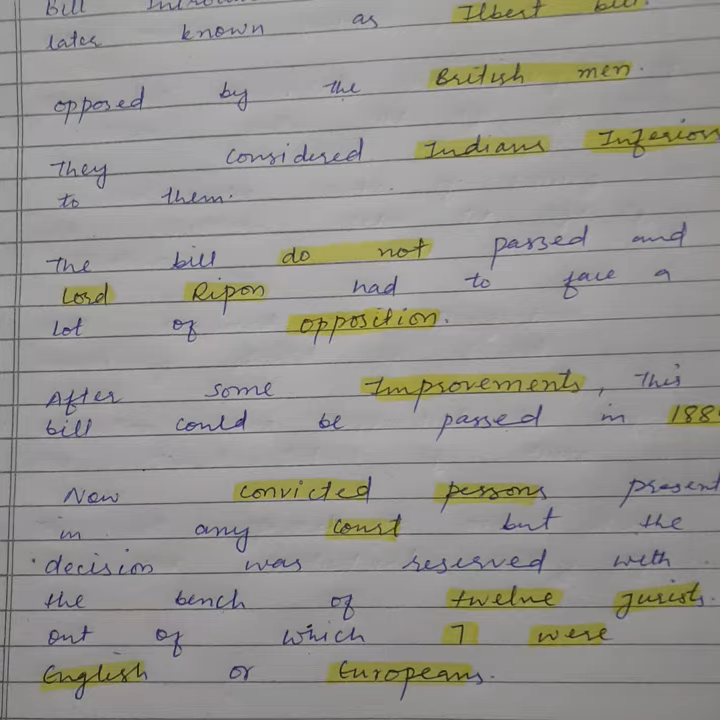 bill
later known as Ilbert bill.
opposed by the British men.
They considered Indians Inferior
to them.
The bill do not passed and
Lord Ripon had to face a
lot of opposition.
After some Improvements, This
bill could be passed in 188
Now convicted persons present
in any court but the
decision was reserved with
the bench of twelve jurists.
out of which 7 were
English or Europeans.